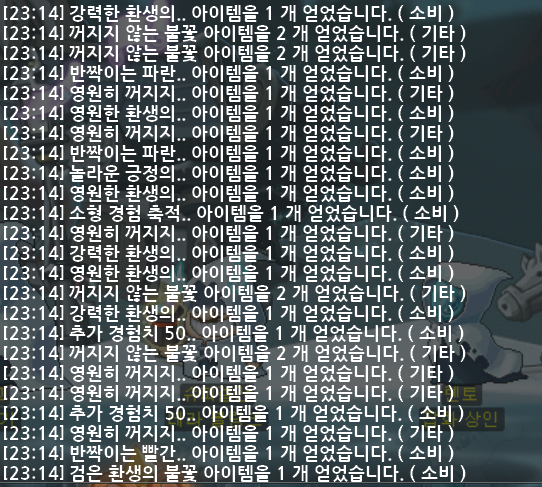 [23:14] 강력한 환생의.. 아이템을 1 개 얻었습니다. ( 소비 )
[23:14] 꺼지지 않는 불꽃 아이템을 2 개 얻었습니다. ( 기타 )
[23:14] 꺼지지 않는 불꽃 아이템을 2 개 얻었습니다. ( 기타 )
[23:14] 반짝이는 파란.. 아이템을 1 개 얻었습니다. ( 소비 )
[23:14] 영원히 꺼지지.. 아이템을 1 개 얻었습니다. ( 기타 )
[23:14] 영원한 환생의.. 아이템을 1 개 얻었습니다. ( 소비 )
[23:14] 영원히 꺼지지.. 아이템을 1 개 얻었습니다. ( 기타 )
[23:14] 반짝이는 파란.. 아이템을 1 개 얻었습니다. ( 소비 )
[23:14] 놀라운 긍정의.. 아이템을 1 개 얻었습니다. ( 소비 )
[23:14] 영원한 환생의.. 아이템을 1 개 얻었습니다. ( 소비 )
[23:14] 소형 경험 축적.. 아이템을 1 개 얻었습니다. ( 소비 )
[23:14] 영원히 꺼지지.. 아이템을 1 개 얻었습니다. ( 기타 )
[23:14] 강력한 환생의.. 아이템을 1 개 얻었습니다. ( 소비 )
[23:14] 영원한 환생의.. 아이템을 1 개 얻었습니다. ( 소비 )
[23:14] 꺼지지 않는 불꽃 아이템을 2 개 얻었습니다. ( 기타 )
[23:14] 강력한 환생의.. 아이템을 1 개 얻었습니다. ( 소비 )
[23:14] 추가 경험치 50.. 아이템을 1 개 얻었습니다. ( 소비 )
[23:14] 꺼지지 않는 불꽃 아이템을 2 개 얻었습니다. ( 기타 )
[23:14] 영원히 꺼지지.. 아이템을 1 개 얻었습니다. ( 기타 )
[23:14] 영원히 꺼지지.. 아이템을 1 개 얻었습니다. ( 기타 )
[23:14] 추가 경험치 50.. 아이템을 1 개 얻었습니다. ( 소비 )
[23:14] 영원히 꺼지지.. 아이템을 1 개 얻었습니다. ( 기타 )
[23:14] 반짝이는 빨간.. 아이템을 1 개 얻었습니다. ( 소비 )
[23:14] 검은 환생의 불꽃 아이템을 1 개 얻었습니다. ( 소비 )
상인